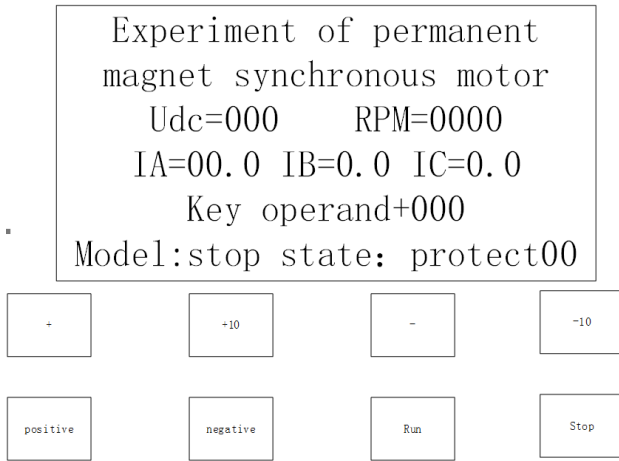 Experiment of permanent
magnet synchronous motor
Udc=000 RPM=0000
IA=00.0 IB=0.0 IC=0.0
Key operand+000
Model:stop state: protect00
+ +10 - -10
positive negative Run Stop